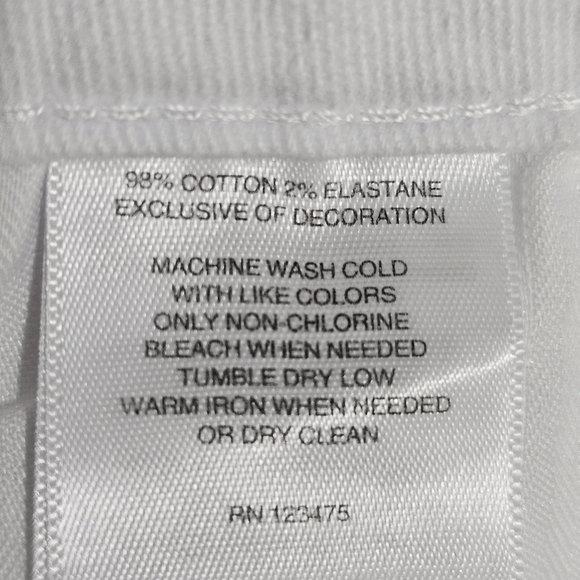 98% COTTON 2% ELASTANE
EXCLUSIVE OF DECORATION
MACHINE WASH COLD
WITH LIKE COLORS
ONLY NON-CHLORINE
BLEACH WHEN NEEDED
TUMBLE DRY LOW
WARM IRON WHEN NEEDED
OR DRY CLEAN
RN 123475